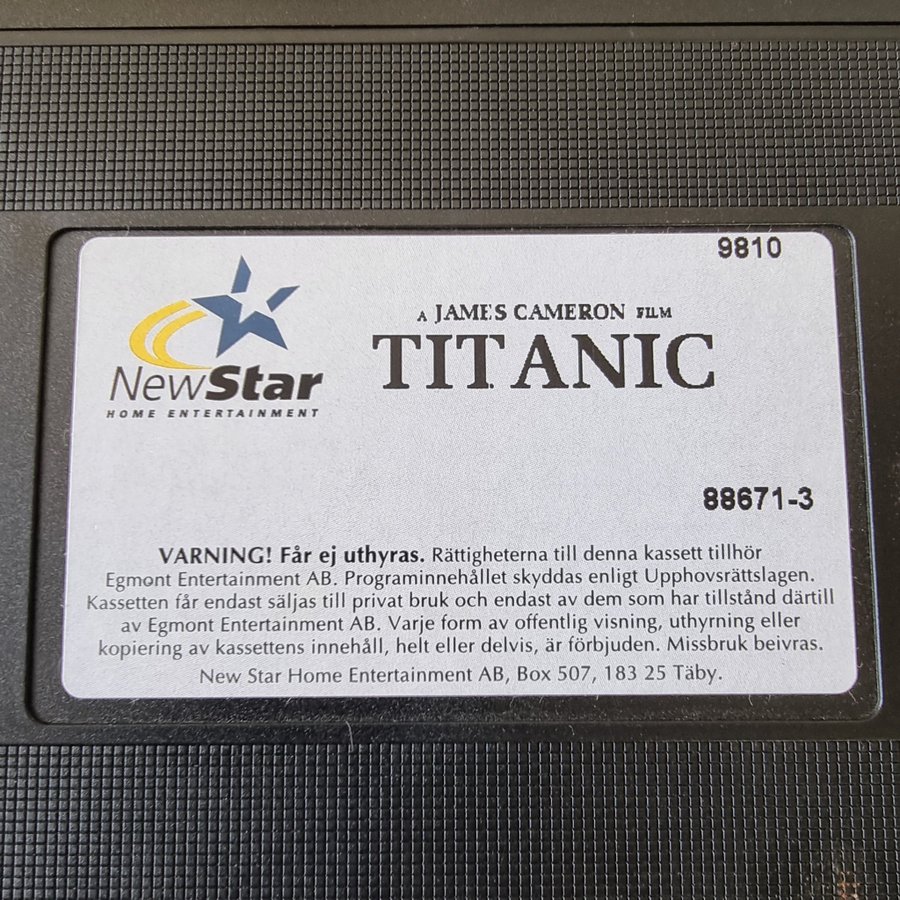 9810
NewStar
HOME ENTERTAINMENT
A JAMES CAMERON FILM
TITANIC
88671-3
VARNING! Får ej uthyras. Rättigheterna till denna kassett tillhör
Egmont Entertainment AB. Programinnehållet skyddas enligt Upphovsrättslagen.
Kassetten får endast säljas till privat bruk och endast av dem som har tillstånd därtill
av Egmont Entertainment AB. Varje form av offentlig visning, uthyrning eller
kopiering av kassettens innehåll, helt eller delvis, är förbjuden. Missbruk beivras.
New Star Home Entertainment AB, Box 507, 183 25 Täby.